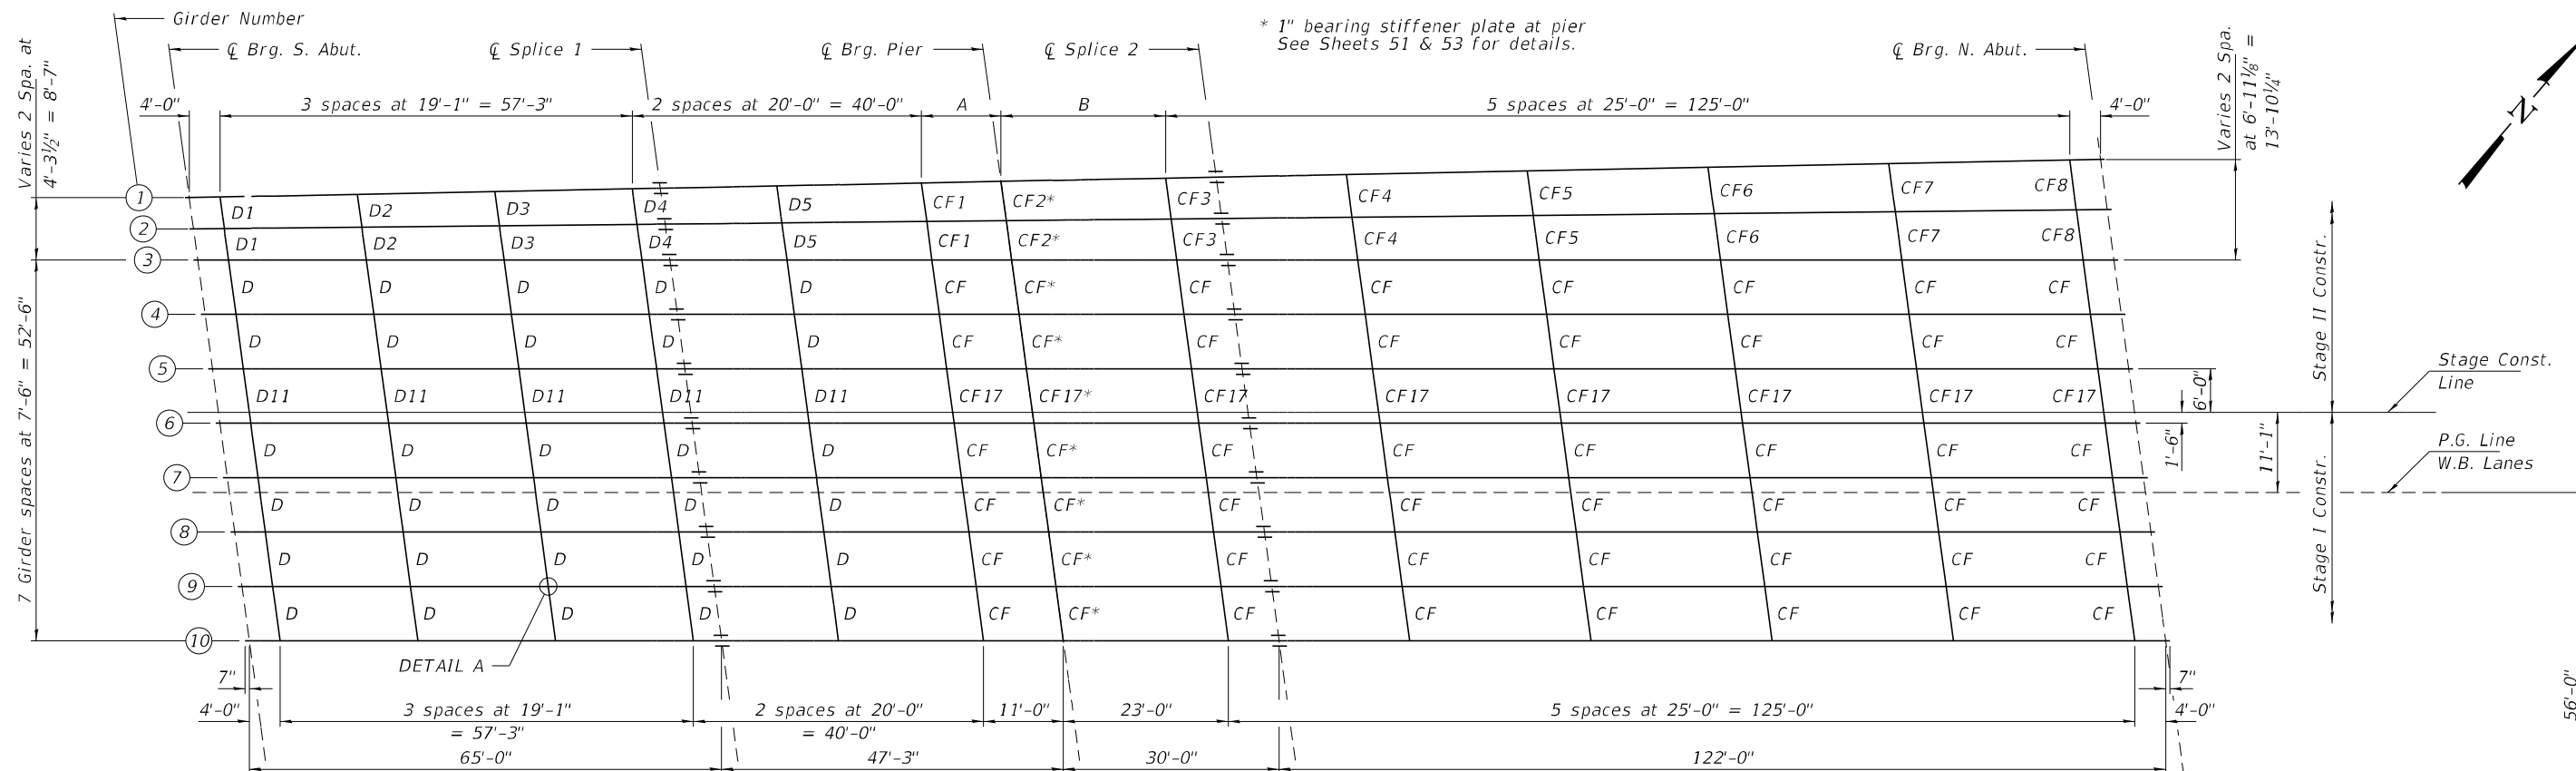 Girder Number
* 1" bearing stiffener plate at pier
See Sheets 51 & 53 for details.
℄ Brg. S. Abut.
℄ Splice 1
℄ Brg. Pier
℄ Splice 2
℄ Brg. N. Abut.
Varies 2 Spa. at
4'-3½" = 8'-7"
Varies 2 Spa.
at 6'-11⅛" =
13'-10¼"
4'-0"
3 spaces at 19'-1" = 57'-3"
2 spaces at 20'-0" = 40'-0"
A
B
5 spaces at 25'-0" = 125'-0"
4'-0"
N
1
D1 D2 D3 D4 D5 CF1 CF2* CF3 CF4 CF5 CF6 CF7 CF8
2
D1 D2 D3 D4 D5 CF1 CF2* CF3 CF4 CF5 CF6 CF7 CF8
3
D D D D D CF CF* CF CF CF CF CF CF
4
D D D D D CF CF* CF CF CF CF CF CF
5
D11 D11 D11 D11 D11 CF17 CF17* CF17 CF17 CF17 CF17 CF17 CF17
6
D D D D D CF CF* CF CF CF CF CF CF
7
D D D D D CF CF* CF CF CF CF CF CF
8
D D D D D CF CF* CF CF CF CF CF CF
9
D D D D D CF CF* CF CF CF CF CF CF
10
7 Girder spaces at 7'-6" = 52'-6"
Stage II Constr.
Stage I Constr.
Stage Const.
Line
P.G. Line
W.B. Lanes
6'-0"
1'-6"
11'-1"
56'-0"
DETAIL A
7"
7"
4'-0"
3 spaces at 19'-1"
= 57'-3"
2 spaces at 20'-0"
= 40'-0"
11'-0"
23'-0"
5 spaces at 25'-0" = 125'-0"
4'-0"
65'-0"
47'-3"
30'-0"
122'-0"